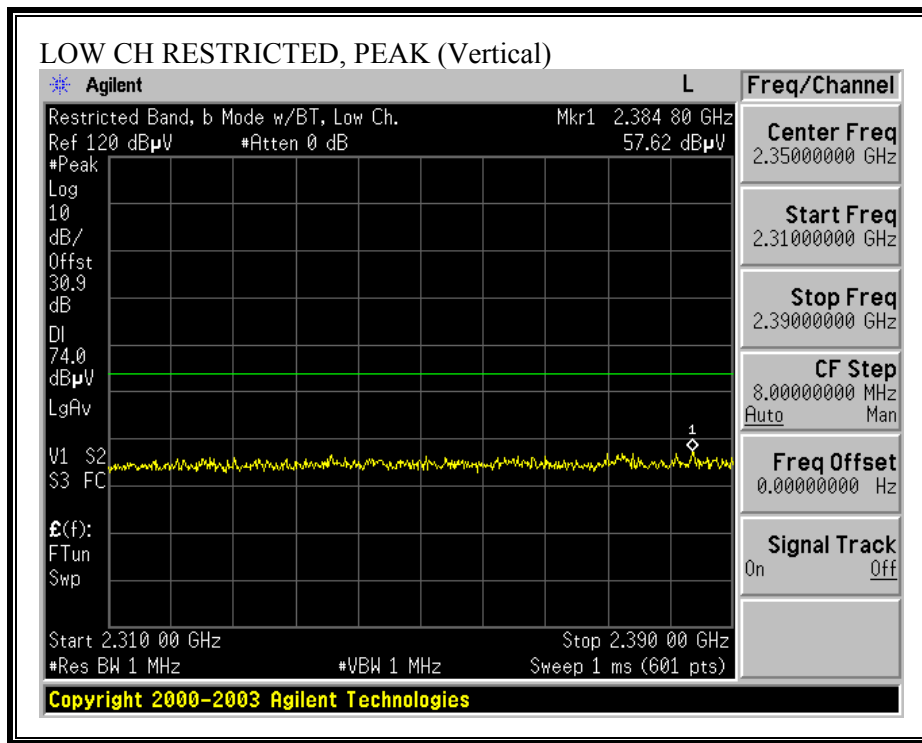 LOW CH RESTRICTED, PEAK (Vertical)
Agilent
L
Freq/Channel
Restricted Band, b Mode w/BT, Low Ch.
Mkr1 2.384 80 GHz
Ref 120 dBµV
#Atten 0 dB
57.62 dBµV
#Peak
Log
10
dB/
Offst
30.9
dB
DI
74.0
dBµV
LgAv
1
V1 S2
S3 FC
£(f):
FTun
Swp
Start 2.310 00 GHz
Stop 2.390 00 GHz
#Res BW 1 MHz
#VBW 1 MHz
Sweep 1 ms (601 pts)
Center Freq
2.35000000 GHz
Start Freq
2.31000000 GHz
Stop Freq
2.39000000 GHz
CF Step
8.00000000 MHz
Auto Man
Freq Offset
0.00000000 Hz
Signal Track
On Off
Copyright 2000-2003 Agilent Technologies